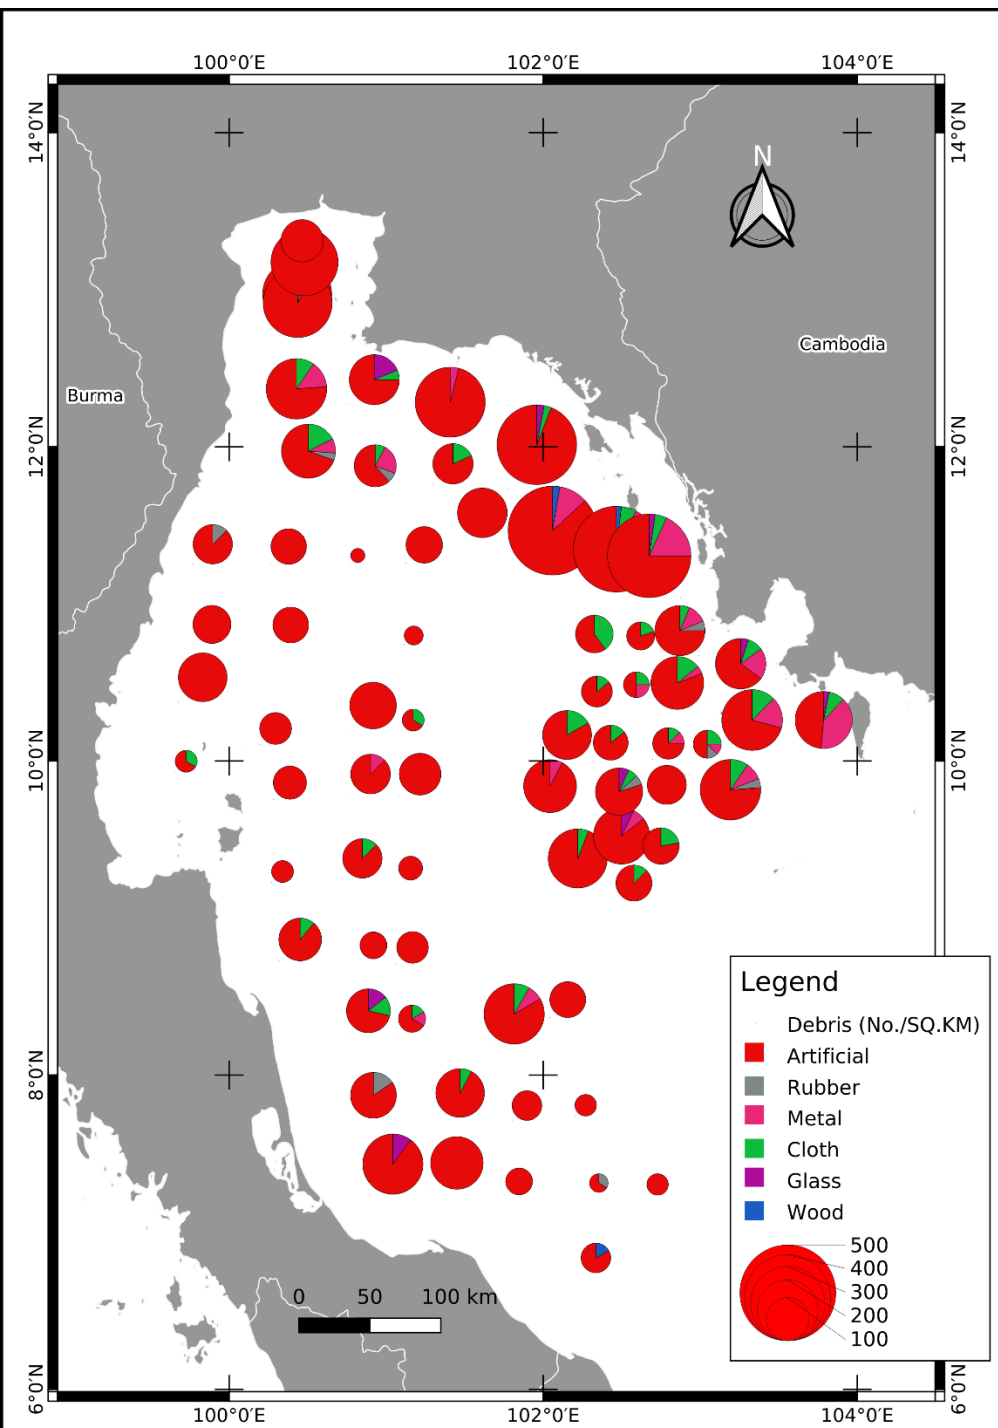 100°0′E 102°0′E 104°0′E
14°0′N 14°0′N
N
Cambodia
Burma
12°0′N 12°0′N
10°0′N 10°0′N
Legend
Debris (No./SQ.KM)
Artificial
Rubber
Metal
Cloth
Glass
Wood
500
400
300
200
100
8°0′N 8°0′N
0 50 100 km
6°0′N 6°0′N
100°0′E 102°0′E 104°0′E